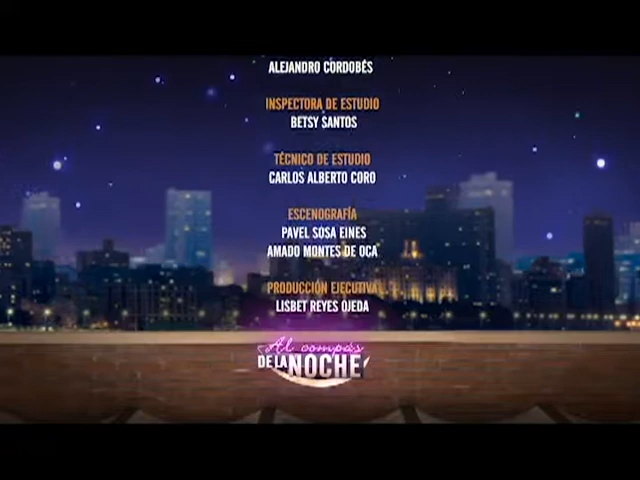 ALEJANDRO CORDOBÉS
INSPECTORA DE ESTUDIO
BETSY SANTOS
TÉCNICO DE ESTUDIO
CARLOS ALBERTO CORO
ESCENOGRAFÍA
PAVEL SOSA EINES
AMADO MONTES DE OCA
PRODUCCIÓN EJECUTIVA
LISBET REYES OJEDA
Al compás
DE LA NOCHE